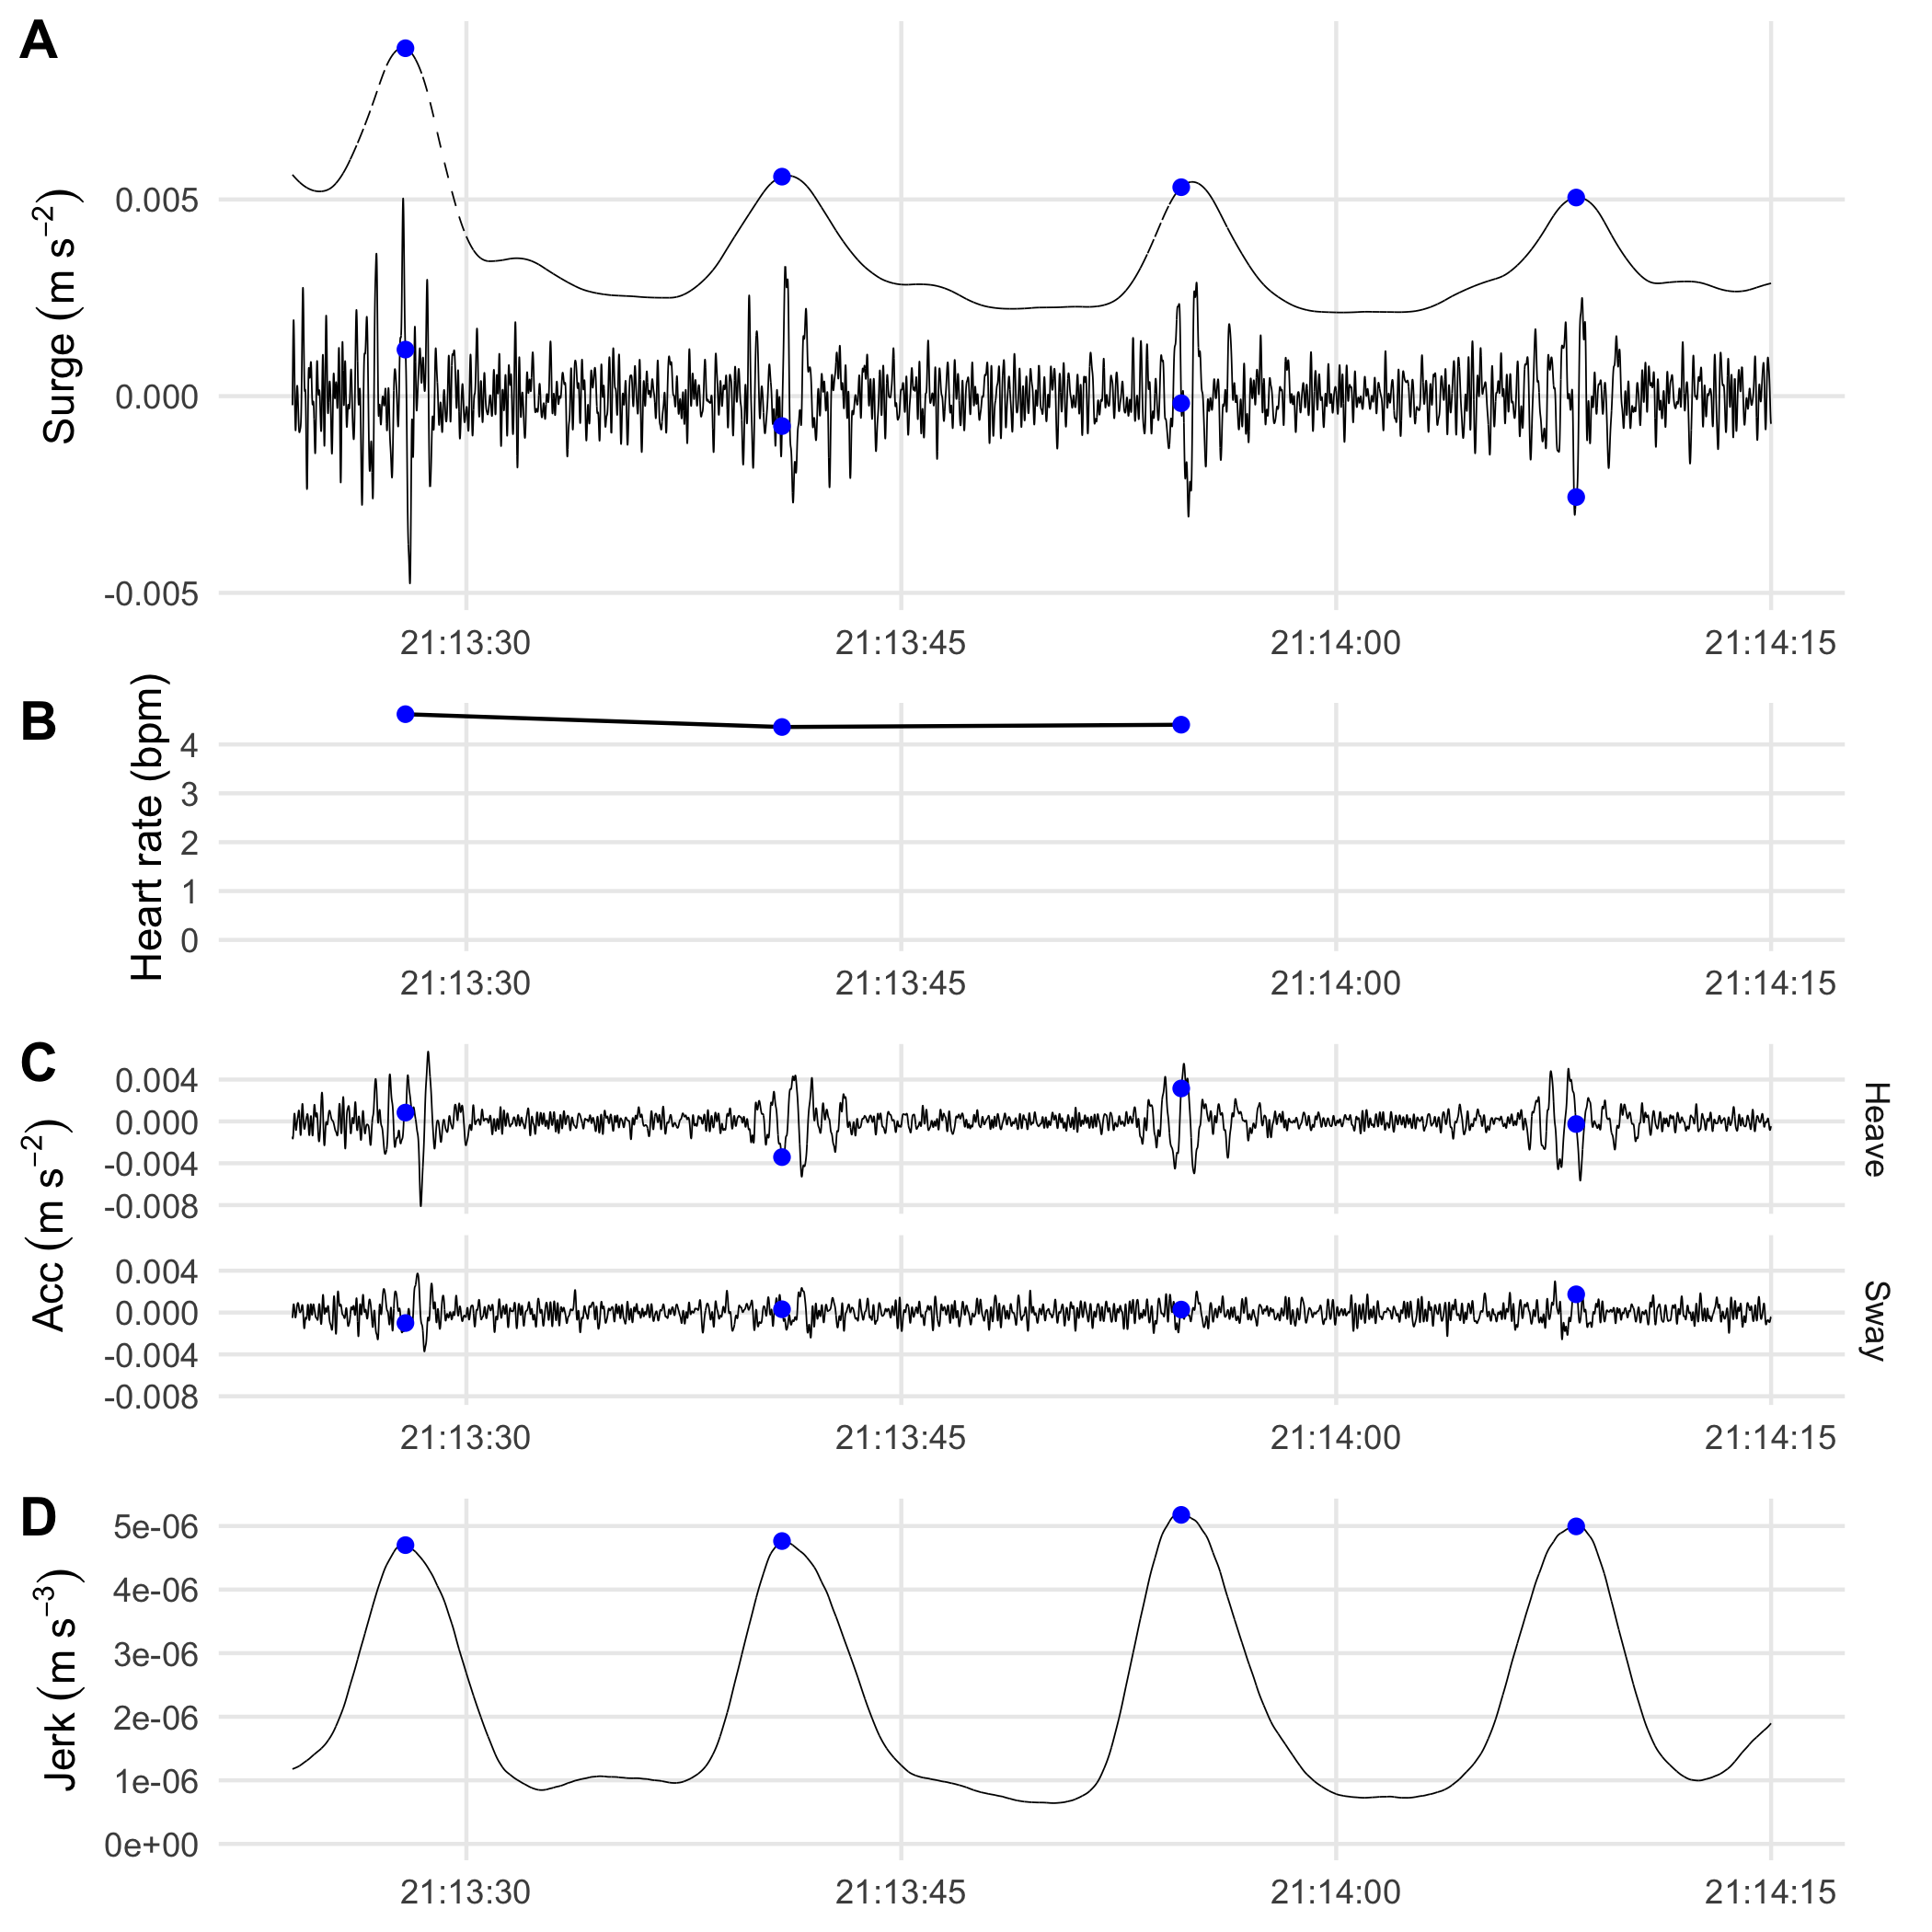 A
Surge (m s⁻²)
0.005
0.000
-0.005
21:13:30 21:13:45 21:14:00 21:14:15
B
Heart rate (bpm)
4
3
2
1
0
21:13:30 21:13:45 21:14:00 21:14:15
C
Acc (m s⁻²)
0.004
0.000
-0.004
-0.008
Heave
0.004
0.000
-0.004
-0.008
Sway
21:13:30 21:13:45 21:14:00 21:14:15
D
Jerk (m s⁻³)
5e-06
4e-06
3e-06
2e-06
1e-06
0e+00
21:13:30 21:13:45 21:14:00 21:14:15